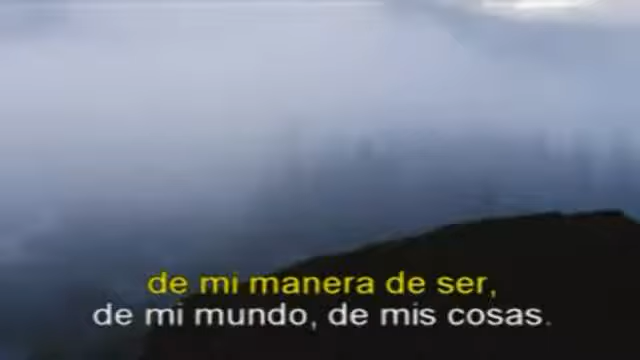 de mi manera de ser,
de mi mundo, de mis cosas.